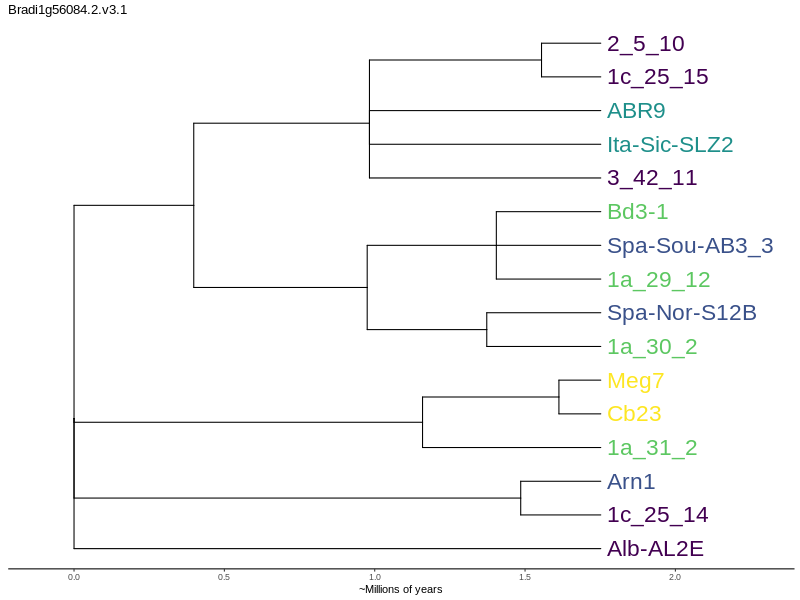 Bradi1g56084.2.v3.1
2_5_10
1c_25_15
ABR9
Ita-Sic-SLZ2
3_42_11
Bd3-1
Spa-Sou-AB3_3
1a_29_12
Spa-Nor-S12B
1a_30_2
Meg7
Cb23
1a_31_2
Arn1
1c_25_14
Alb-AL2E
0.0 0.5 1.0 1.5 2.0
~Millions of years